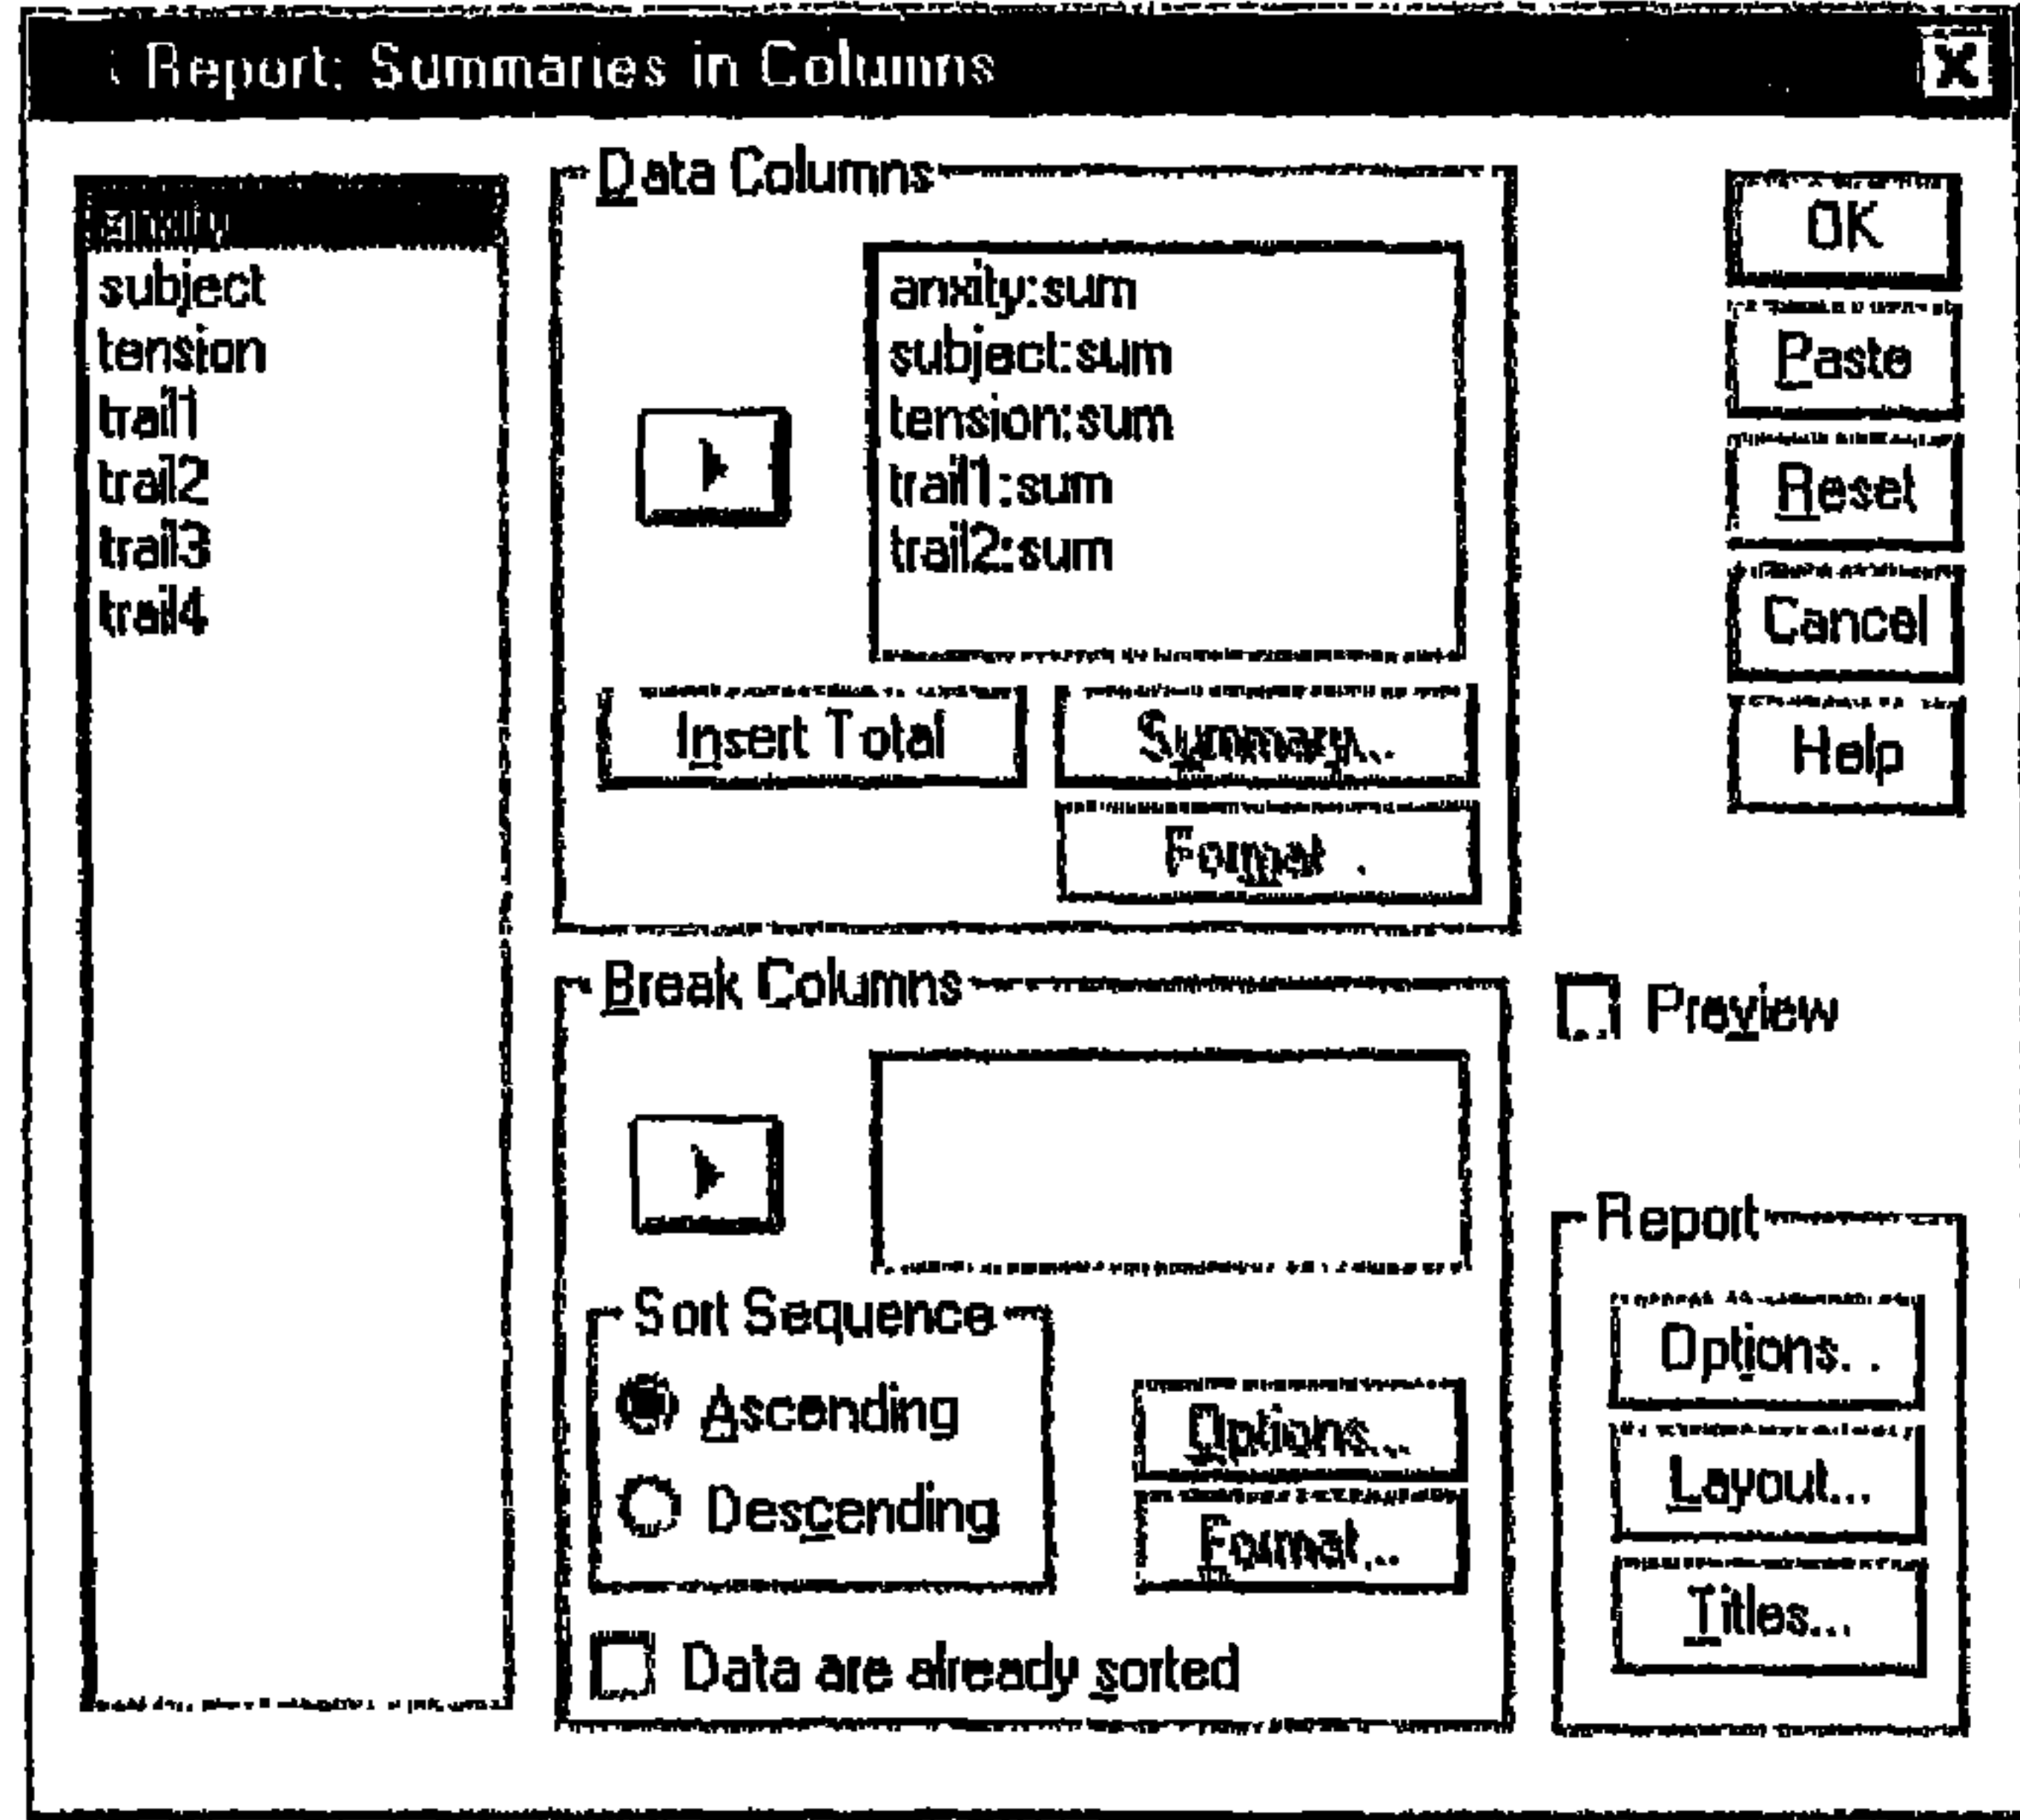 Report: Summaries in Columns
anxity
subject
tension
trail1
trail2
trail3
trail4
Data Columns
anxity:sum
subject:sum
tension:sum
trail1:sum
trail2:sum
Insert Total
Summary...
Format...
OK
Paste
Reset
Cancel
Help
Break Columns
Sort Sequence
Ascending
Descending
Options...
Format...
Data are already sorted
Preview
Report
Options...
Layout...
Titles...